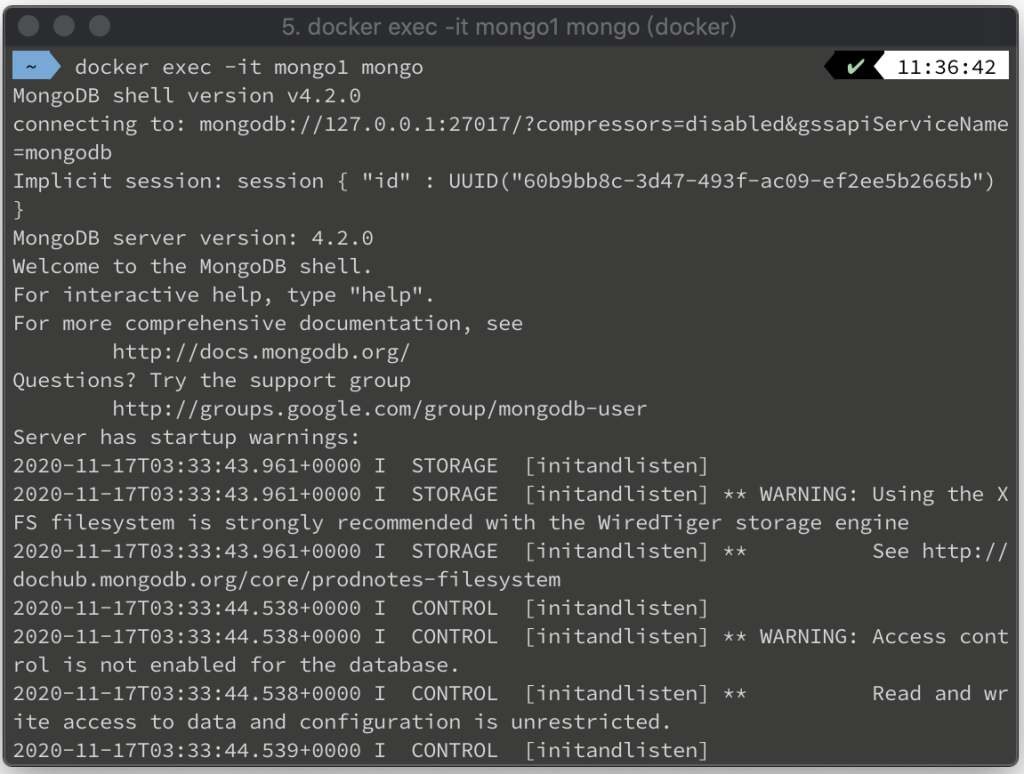 5. docker exec -it mongo1 mongo (docker)
~ docker exec -it mongo1 mongo ✔ 11:36:42
MongoDB shell version v4.2.0
connecting to: mongodb://127.0.0.1:27017/?compressors=disabled&gssapiServiceName
=mongodb
Implicit session: session { "id" : UUID("60b9bb8c-3d47-493f-ac09-ef2ee5b2665b")
}
MongoDB server version: 4.2.0
Welcome to the MongoDB shell.
For interactive help, type "help".
For more comprehensive documentation, see
        http://docs.mongodb.org/
Questions? Try the support group
        http://groups.google.com/group/mongodb-user
Server has startup warnings:
2020-11-17T03:33:43.961+0000 I  STORAGE  [initandlisten]
2020-11-17T03:33:43.961+0000 I  STORAGE  [initandlisten] ** WARNING: Using the X
FS filesystem is strongly recommended with the WiredTiger storage engine
2020-11-17T03:33:43.961+0000 I  STORAGE  [initandlisten] **          See http://
dochub.mongodb.org/core/prodnotes-filesystem
2020-11-17T03:33:44.538+0000 I  CONTROL  [initandlisten]
2020-11-17T03:33:44.538+0000 I  CONTROL  [initandlisten] ** WARNING: Access cont
rol is not enabled for the database.
2020-11-17T03:33:44.538+0000 I  CONTROL  [initandlisten] **          Read and wr
ite access to data and configuration is unrestricted.
2020-11-17T03:33:44.539+0000 I  CONTROL  [initandlisten]